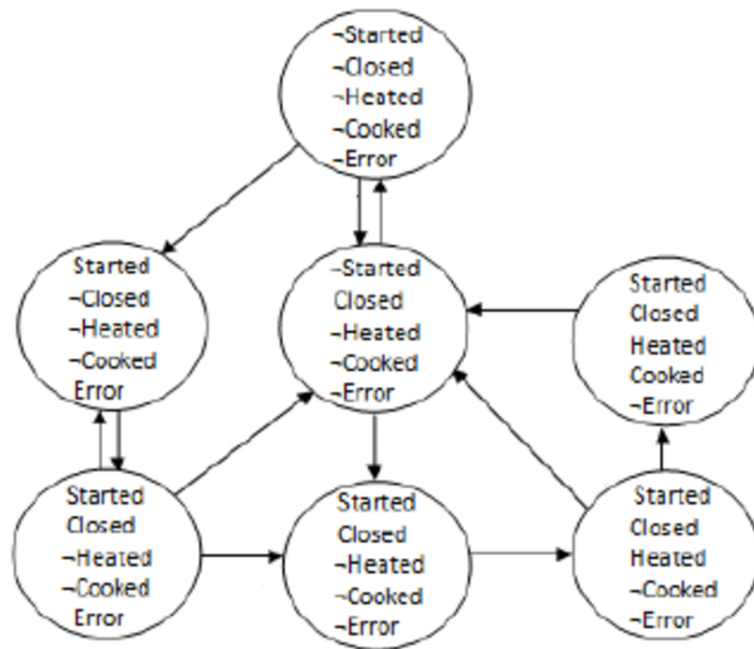 ¬Started
¬Closed
¬Heated
¬Cooked
¬Error
Started
¬Closed
¬Heated
¬Cooked
Error
¬Started
Closed
¬Heated
¬Cooked
¬Error
Started
Closed
Heated
Cooked
¬Error
Started
Closed
¬Heated
¬Cooked
Error
Started
Closed
¬Heated
¬Cooked
¬Error
Started
Closed
Heated
¬Cooked
¬Error